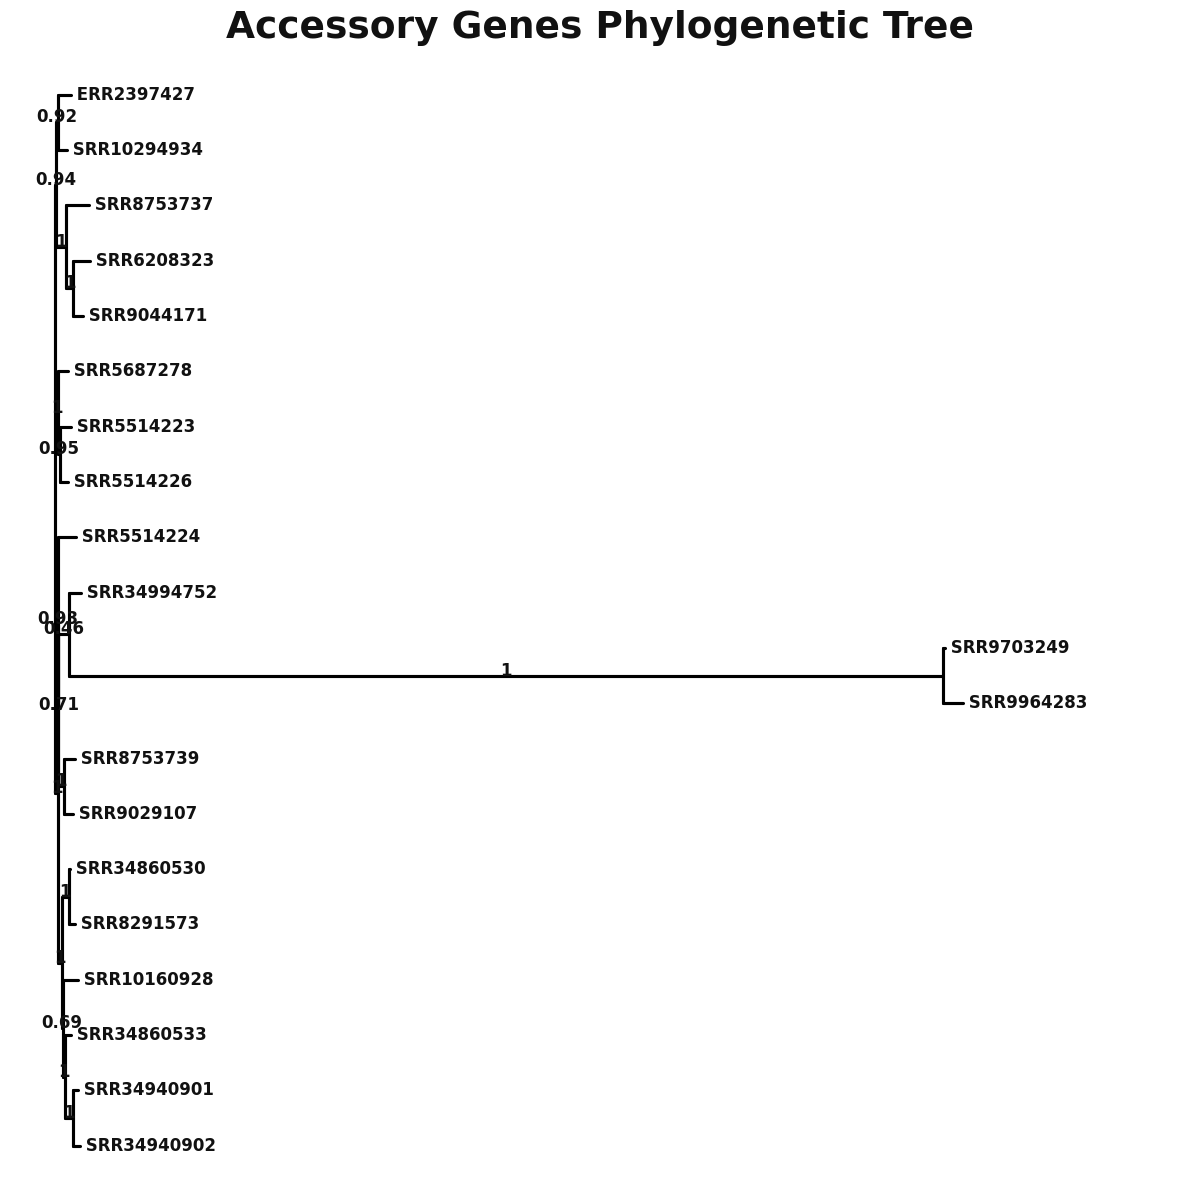 Accessory Genes Phylogenetic Tree
ERR2397427
0.92
SRR10294934
0.94
SRR8753737
1
SRR6208323
1
SRR9044171
SRR5687278
1
SRR5514223
0.95
SRR5514226
SRR5514224
SRR34994752
0.93
0.46
SRR9703249
1
SRR9964283
0.71
SRR8753739
1
1
SRR9029107
SRR34860530
1
SRR8291573
1
SRR10160928
0.69
SRR34860533
1
SRR34940901
1
SRR34940902